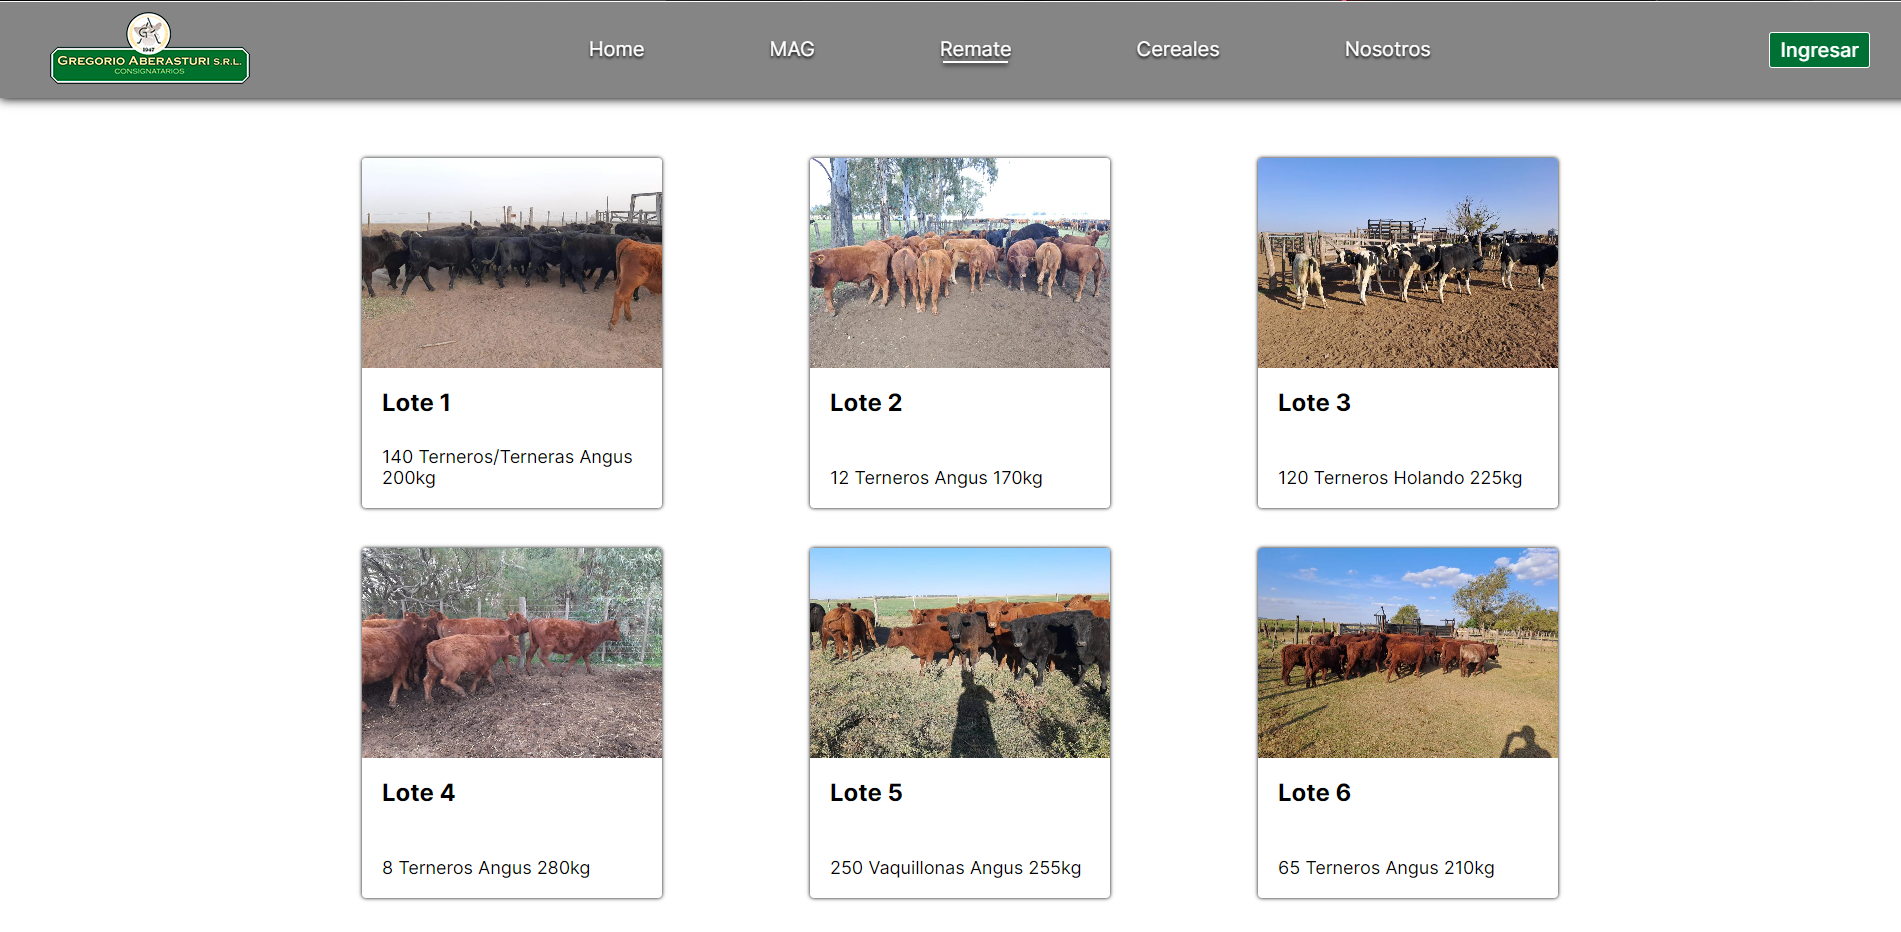 1947
GREGORIO ABERASTURI S.R.L.
CONSIGNATARIOS
Home
MAG
Remate
Cereales
Nosotros
Ingresar
Lote 1
140 Terneros/Terneras Angus
200kg
Lote 2
12 Terneros Angus 170kg
Lote 3
120 Terneros Holando 225kg
Lote 4
8 Terneros Angus 280kg
Lote 5
250 Vaquillonas Angus 255kg
Lote 6
65 Terneros Angus 210kg